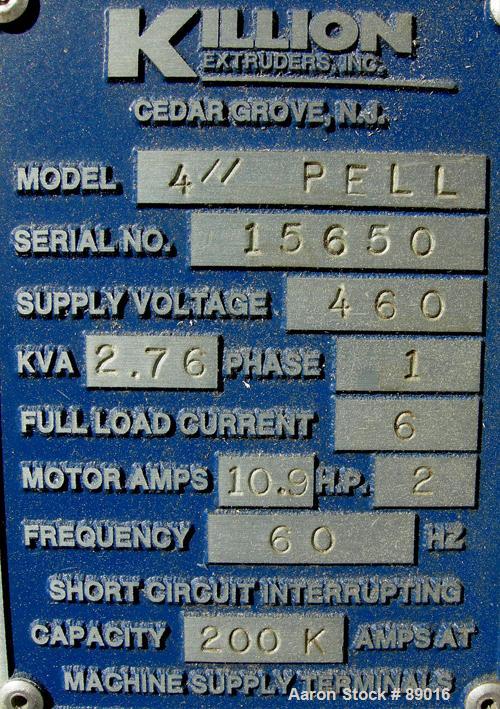 KILLION
EXTRUDERS, INC.
CEDAR GROVE, N.J.
MODEL 4" PELL
SERIAL NO. 15650
SUPPLY VOLTAGE 460
KVA 2.76 PHASE 1
FULL LOAD CURRENT 6
MOTOR AMPS 10.9 H.P. 2
FREQUENCY 60 HZ
SHORT CIRCUIT INTERRUPTING
CAPACITY 200 K AMPS AT
MACHINE SUPPLY TERMINALS
Aaron Stock # 89016